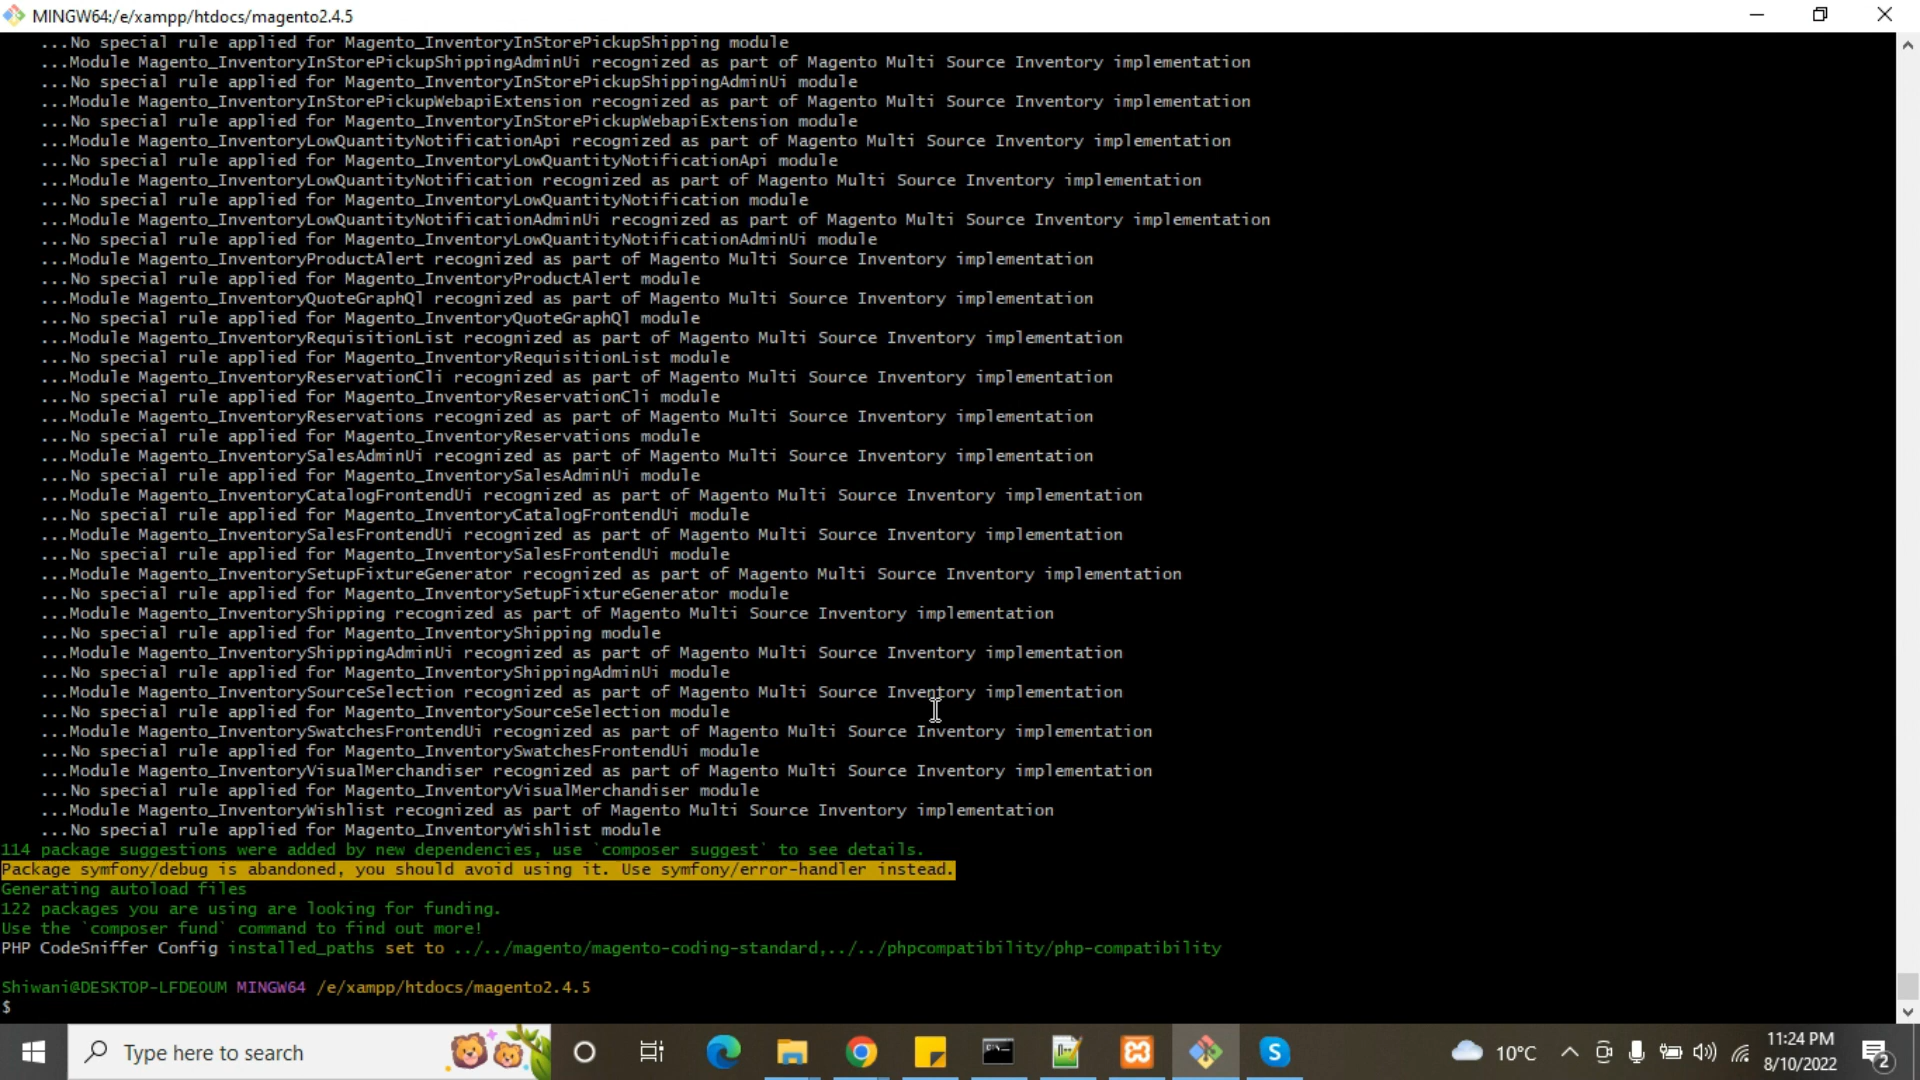 MINGW64:/e/xampp/htdocs/magento2.4.5
...No special rule applied for Magento_InventoryInStorePickupShipping module
...Module Magento_InventoryInStorePickupShippingAdminUi recognized as part of Magento Multi Source Inventory implementation
...No special rule applied for Magento_InventoryInStorePickupShippingAdminUi module
...Module Magento_InventoryInStorePickupWebapiExtension recognized as part of Magento Multi Source Inventory implementation
...No special rule applied for Magento_InventoryInStorePickupWebapiExtension module
...Module Magento_InventoryLowQuantityNotificationApi recognized as part of Magento Multi Source Inventory implementation
...No special rule applied for Magento_InventoryLowQuantityNotificationApi module
...Module Magento_InventoryLowQuantityNotification recognized as part of Magento Multi Source Inventory implementation
...No special rule applied for Magento_InventoryLowQuantityNotification module
...Module Magento_InventoryLowQuantityNotificationAdminUi recognized as part of Magento Multi Source Inventory implementation
...No special rule applied for Magento_InventoryLowQuantityNotificationAdminUi module
...Module Magento_InventoryProductAlert recognized as part of Magento Multi Source Inventory implementation
...No special rule applied for Magento_InventoryProductAlert module
...Module Magento_InventoryQuoteGraphQl recognized as part of Magento Multi Source Inventory implementation
...No special rule applied for Magento_InventoryQuoteGraphQl module
...Module Magento_InventoryRequisitionList recognized as part of Magento Multi Source Inventory implementation
...No special rule applied for Magento_InventoryRequisitionList module
...Module Magento_InventoryReservationCli recognized as part of Magento Multi Source Inventory implementation
...No special rule applied for Magento_InventoryReservationCli module
...Module Magento_InventoryReservations recognized as part of Magento Multi Source Inventory implementation
...No special rule applied for Magento_InventoryReservations module
...Module Magento_InventorySalesAdminUi recognized as part of Magento Multi Source Inventory implementation
...No special rule applied for Magento_InventorySalesAdminUi module
...Module Magento_InventoryCatalogFrontendUi recognized as part of Magento Multi Source Inventory implementation
...No special rule applied for Magento_InventoryCatalogFrontendUi module
...Module Magento_InventorySalesFrontendUi recognized as part of Magento Multi Source Inventory implementation
...No special rule applied for Magento_InventorySalesFrontendUi module
...Module Magento_InventorySetupFixtureGenerator recognized as part of Magento Multi Source Inventory implementation
...No special rule applied for Magento_InventorySetupFixtureGenerator module
...Module Magento_InventoryShipping recognized as part of Magento Multi Source Inventory implementation
...No special rule applied for Magento_InventoryShipping module
...Module Magento_InventoryShippingAdminUi recognized as part of Magento Multi Source Inventory implementation
...No special rule applied for Magento_InventoryShippingAdminUi module
...Module Magento_InventorySourceSelection recognized as part of Magento Multi Source Inventory implementation
...No special rule applied for Magento_InventorySourceSelection module
...Module Magento_InventorySwatchesFrontendUi recognized as part of Magento Multi Source Inventory implementation
...No special rule applied for Magento_InventorySwatchesFrontendUi module
...Module Magento_InventoryVisualMerchandiser recognized as part of Magento Multi Source Inventory implementation
...No special rule applied for Magento_InventoryVisualMerchandiser module
...Module Magento_InventoryWishlist recognized as part of Magento Multi Source Inventory implementation
...No special rule applied for Magento_InventoryWishlist module
114 package suggestions were added by new dependencies, use `composer suggest` to see details.
Package symfony/debug is abandoned, you should avoid using it. Use symfony/error-handler instead.
Generating autoload files
122 packages you are using are looking for funding.
Use the `composer fund` command to find out more!
PHP CodeSniffer Config installed_paths set to ../../magento/magento-coding-standard,../../phpcompatibility/php-compatibility
Shiwani@DESKTOP-LFDEOUM MINGW64 /e/xampp/htdocs/magento2.4.5
$
Type here to search
10°C
11:24 PM
8/10/2022
2